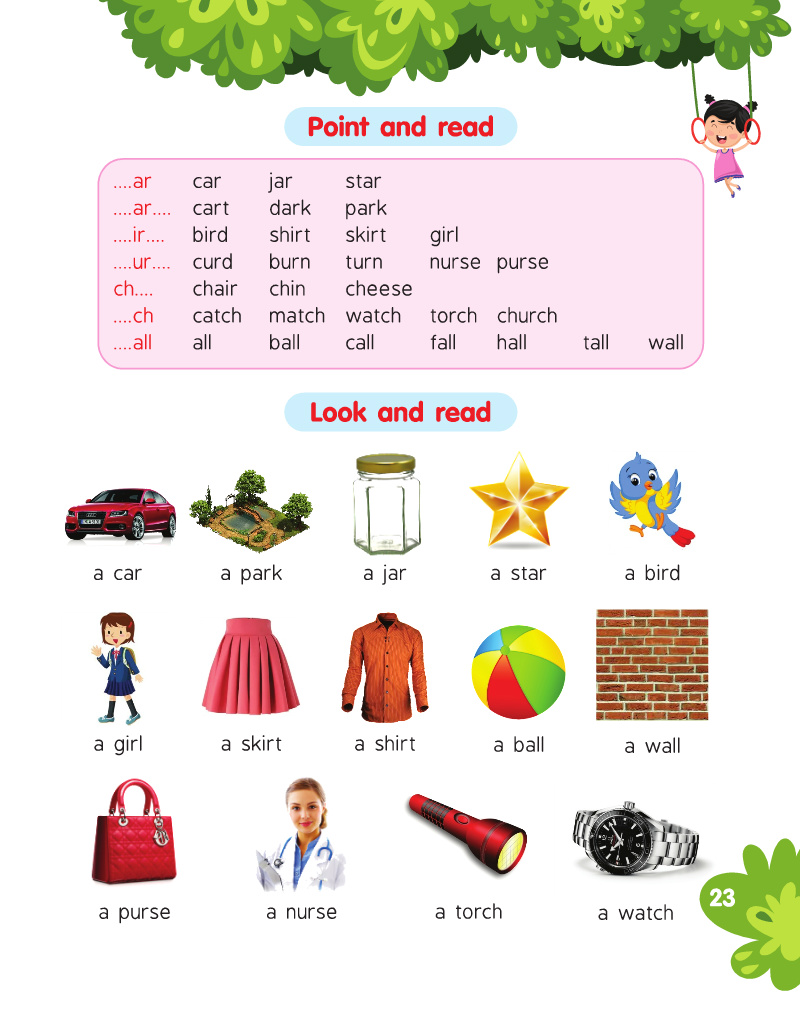 Point and read
....ar car jar star
....ar.... cart dark park
....ir.... bird shirt skirt girl
....ur.... curd burn turn nurse purse
ch.... chair chin cheese
....ch catch match watch torch church
....all all ball call fall hall tall wall
Look and read
a car a park a jar a star a bird
a girl a skirt a shirt a ball a wall
a purse a nurse a torch a watch
23